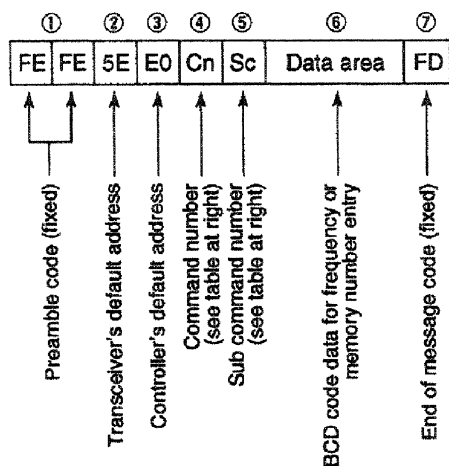 ① ② ③ ④ ⑤ ⑥ ⑦
FE FE 5E E0 Cn Sc Data area FD
Preamble code (fixed)
Transceiver's default address
Controller's default address
Command number
(see table at right)
Sub command number
(see table at right)
BCD code data for frequency or
memory number entry
End of message code (fixed)